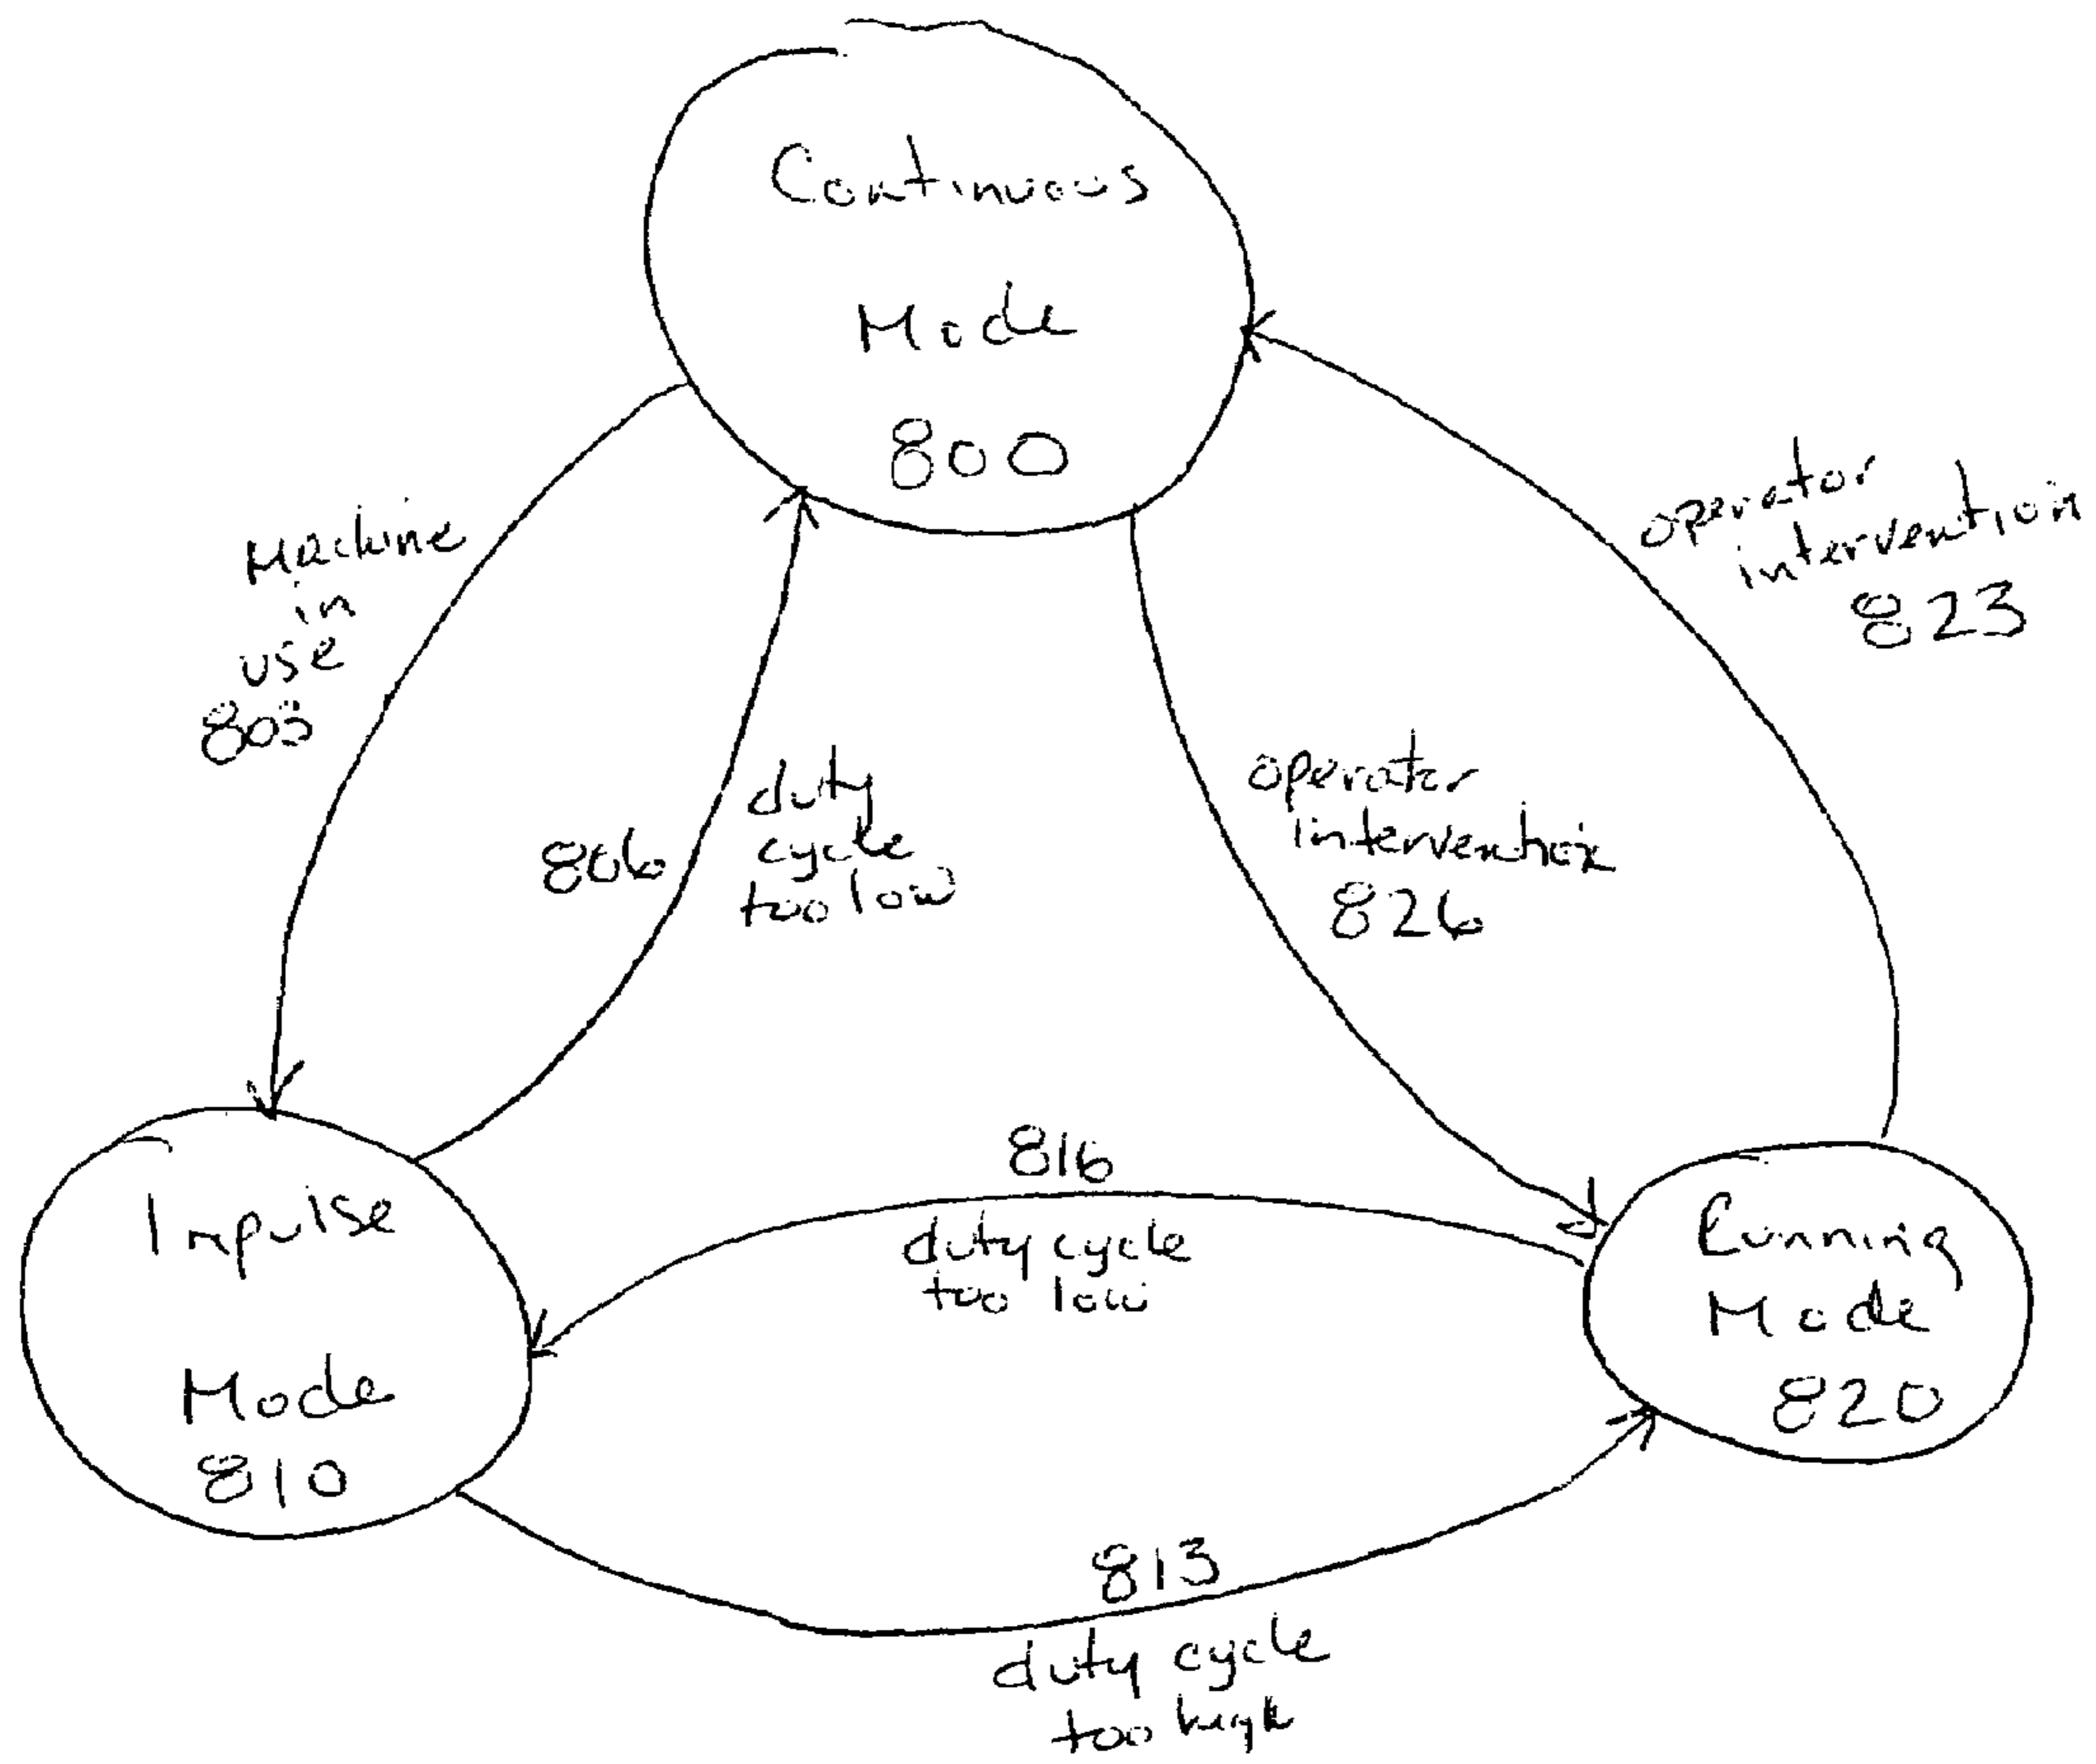 Continuous
Mode
800
Machine
in
use
803
operator
intervention
823
806
duty
cycle
too low
operator
intervention
826
Impulse
Mode
810
816
duty cycle
too low
Running
Mode
820
813
duty cycle
too high